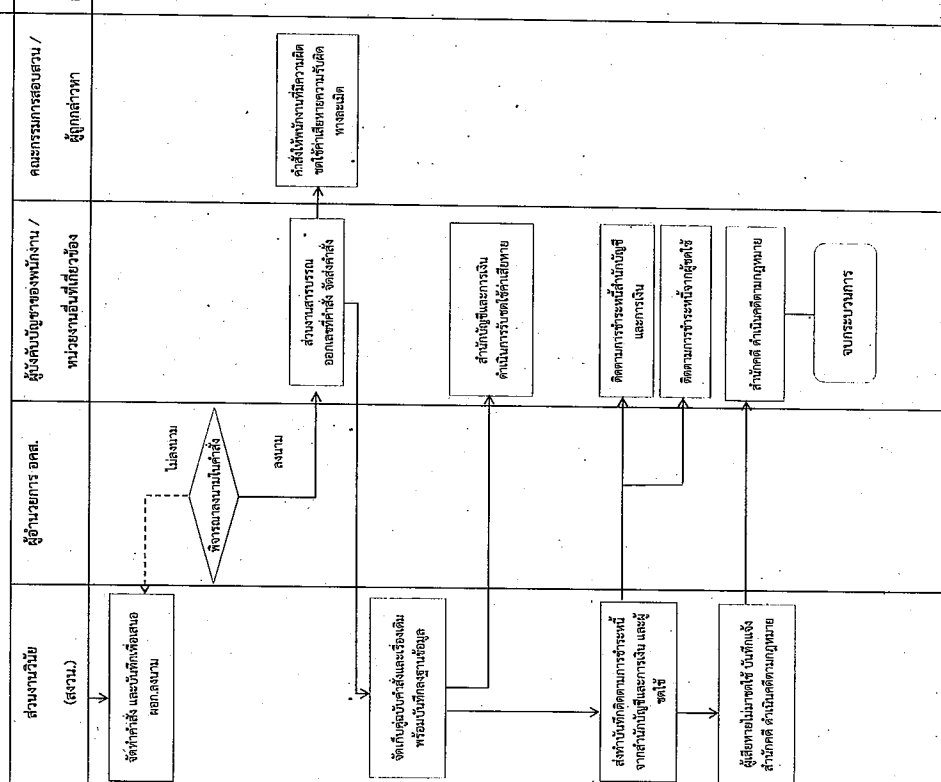 ส่วนงานวินัย
(สงวน.)
ผู้อำนวยการ อคส.
ผู้บังคับบัญชาของพนักงาน /
หน่วยงานอื่นที่เกี่ยวข้อง
คณะกรรมการสอบสวน /
ผู้ถูกกล่าวหา
จัดทำคำสั่ง และบันทึกเพื่อเสนอ
ผอก.ลงนาม
ไม่ลงนาม
พิจารณาลงนามในคำสั่ง
ลงนาม
ส่วนงานสารบรรณ
ออกเลขที่คำสั่ง จัดส่งคำสั่ง
คำสั่งให้พนักงานที่มีความผิด
ชดใช้ค่าเสียหายความรับผิด
ทางละเมิด
จัดเก็บคู่ฉบับคำสั่งและเรื่องเดิม
พร้อมบันทึกลงฐานข้อมูล
สำนักบัญชีและการเงิน
ดำเนินการรับชดใช้ค่าเสียหาย
ส่งทำบันทึกติดตามการชำระหนี้
จากสำนักบัญชีและการเงิน และผู้
ชดใช้
ติดตามการชำระหนี้สำนักบัญชี
และการเงิน
ติดตามการชำระหนี้จากผู้ชดใช้
ผู้เสียหายไม่มาชดใช้ บันทึกแจ้ง
สำนักคดี ดำเนินคดีตามกฎหมาย
สำนักคดี ดำเนินคดีตามกฎหมาย
จบกระบวนการ